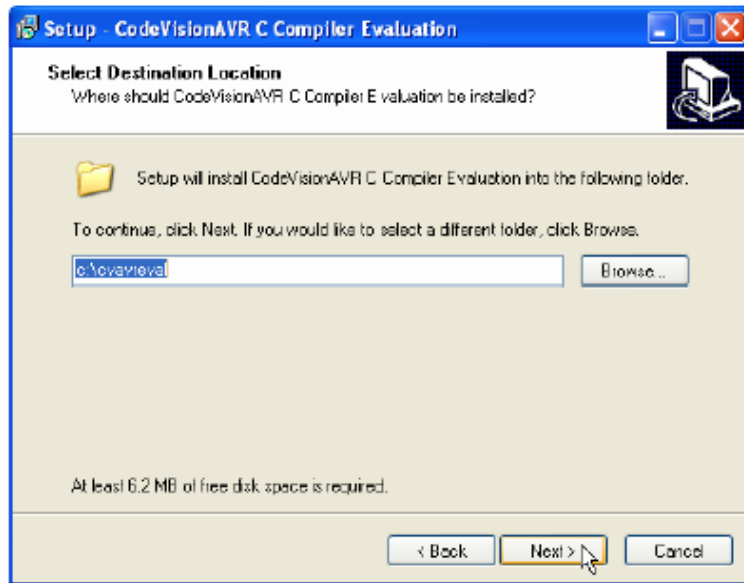 Setup - CodeVisionAVR C Compiler Evaluation
Select Destination Location
Where should CodeVisionAVR C Compiler Evaluation be installed?
Setup will install CodeVisionAVR C Compiler Evaluation into the following folder.
To continue, click Next. If you would like to select a different folder, click Browse.
c:\cvavreval
Browse...
At least 6.2 MB of free disk space is required.
< Back
Next >
Cancel